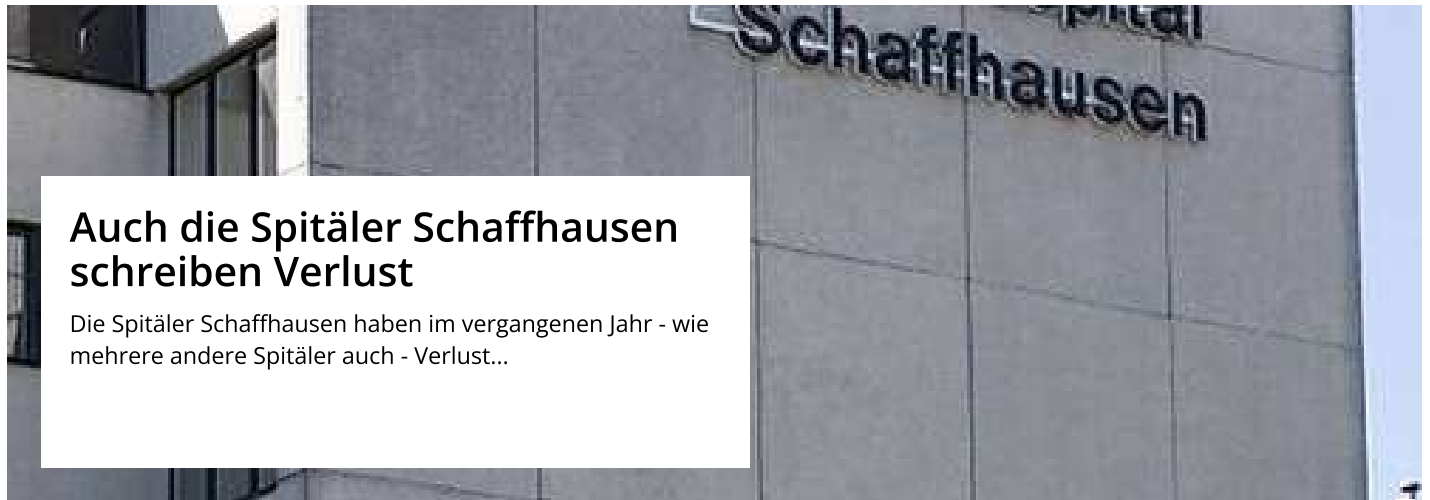 Spital
Schaffhausen
Auch die Spitäler Schaffhausen
schreiben Verlust
Die Spitäler Schaffhausen haben im vergangenen Jahr - wie
mehrere andere Spitäler auch - Verlust...